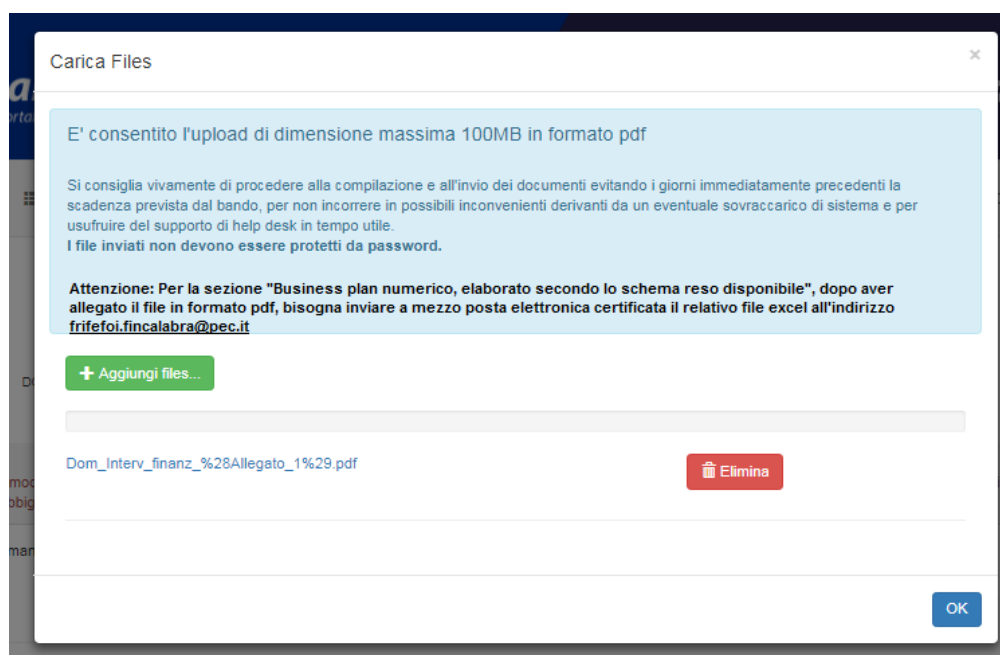 Carica Files
×
E' consentito l'upload di dimensione massima 100MB in formato pdf
Si consiglia vivamente di procedere alla compilazione e all'invio dei documenti evitando i giorni immediatamente precedenti la
scadenza prevista dal bando, per non incorrere in possibili inconvenienti derivanti da un eventuale sovraccarico di sistema e per
usufruire del supporto di help desk in tempo utile.
I file inviati non devono essere protetti da password.
Attenzione: Per la sezione "Business plan numerico, elaborato secondo lo schema reso disponibile", dopo aver
allegato il file in formato pdf, bisogna inviare a mezzo posta elettronica certificata il relativo file excel all'indirizzo
frifefoi.fincalabra@pec.it
+ Aggiungi files...
Dom_Interv_finanz_%28Allegato_1%29.pdf
Elimina
OK